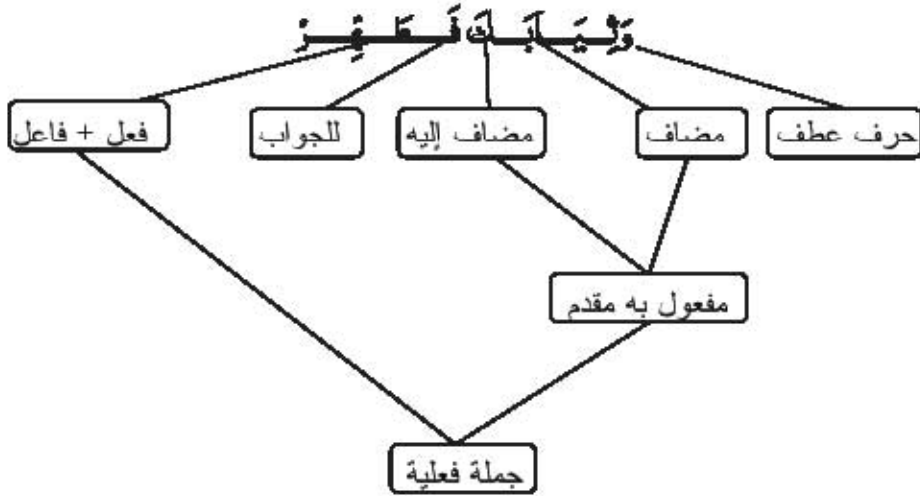 وَثِيَابَكَ فَطَهِّرْ
حرف عطف
مضاف
مضاف إليه
للجواب
فعل + فاعل
مفعول به مقدم
جملة فعلية